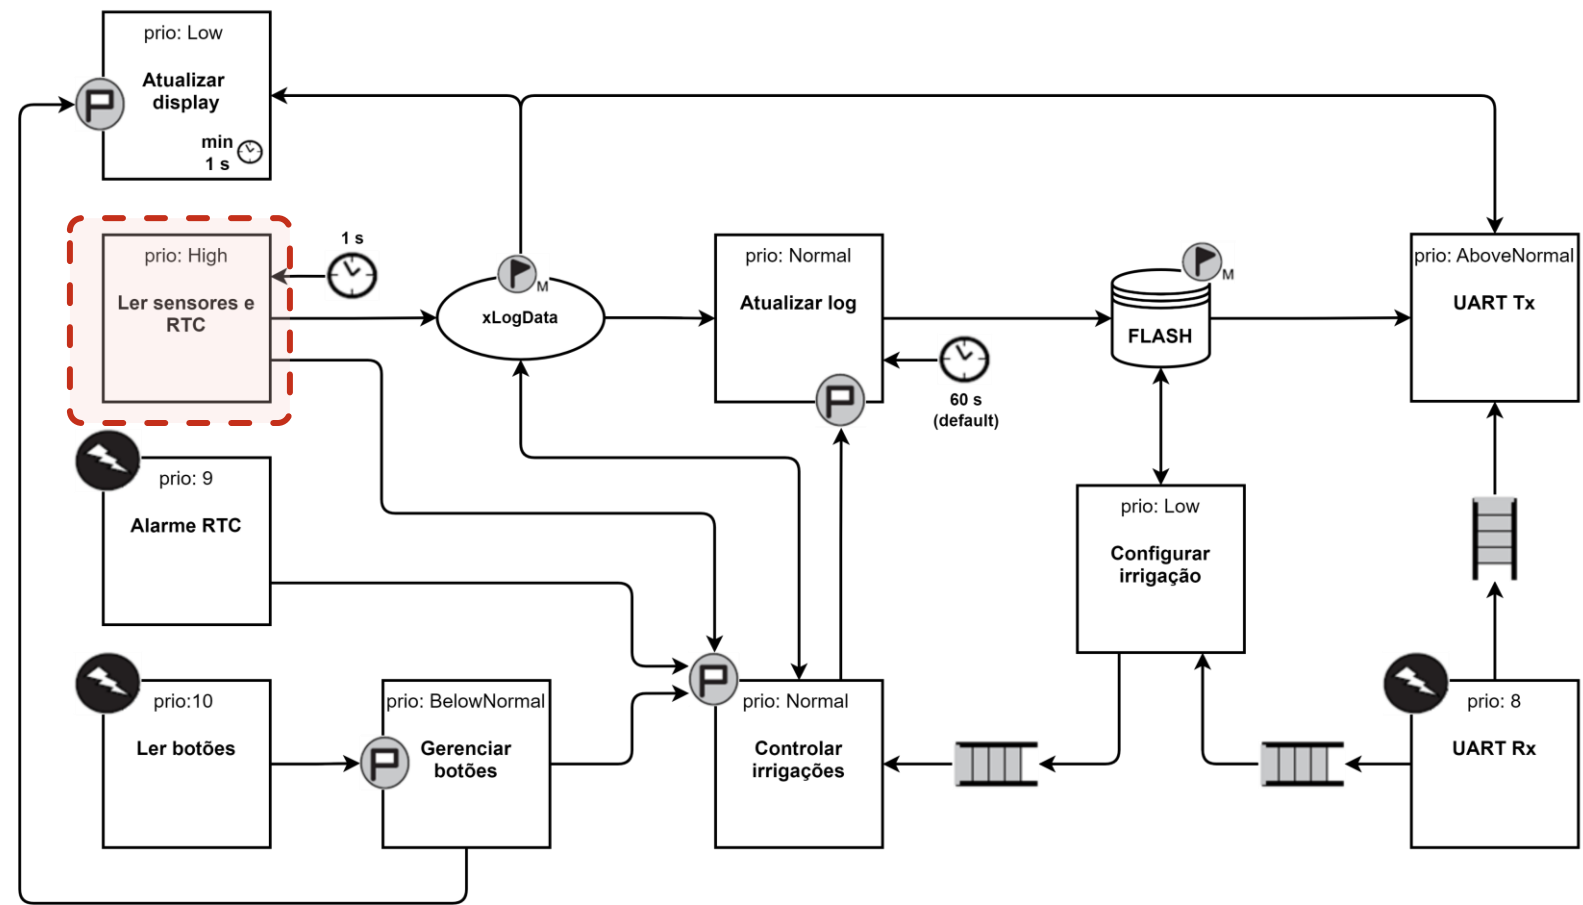 prio: Low
Atualizar
display
min
1 s
prio: High
Ler sensores e
RTC
1 s
M
xLogData
prio: Normal
Atualizar log
60 s
(default)
M
FLASH
prio: AboveNormal
UART Tx
prio: 9
Alarme RTC
prio: Low
Configurar
irrigação
prio:10
Ler botões
prio: BelowNormal
Gerenciar
botões
prio: Normal
Controlar
irrigações
prio: 8
UART Rx